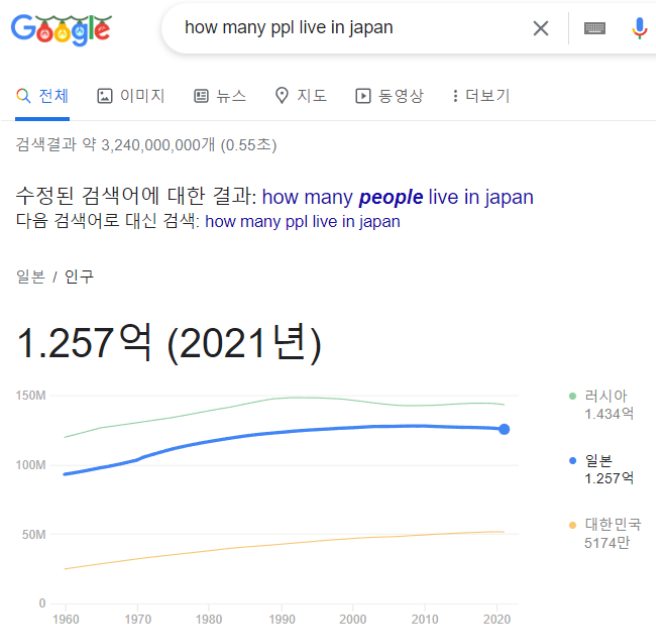 Google
how many ppl live in japan
전체 이미지 뉴스 지도 동영상 더보기
검색결과 약 3,240,000,000개 (0.55초)
수정된 검색어에 대한 결과: how many people live in japan
다음 검색어로 대신 검색: how many ppl live in japan
일본 / 인구
1.257억 (2021년)
150M
100M
50M
0
1960 1970 1980 1990 2000 2010 2020
러시아
1.434억
일본
1.257억
대한민국
5174만